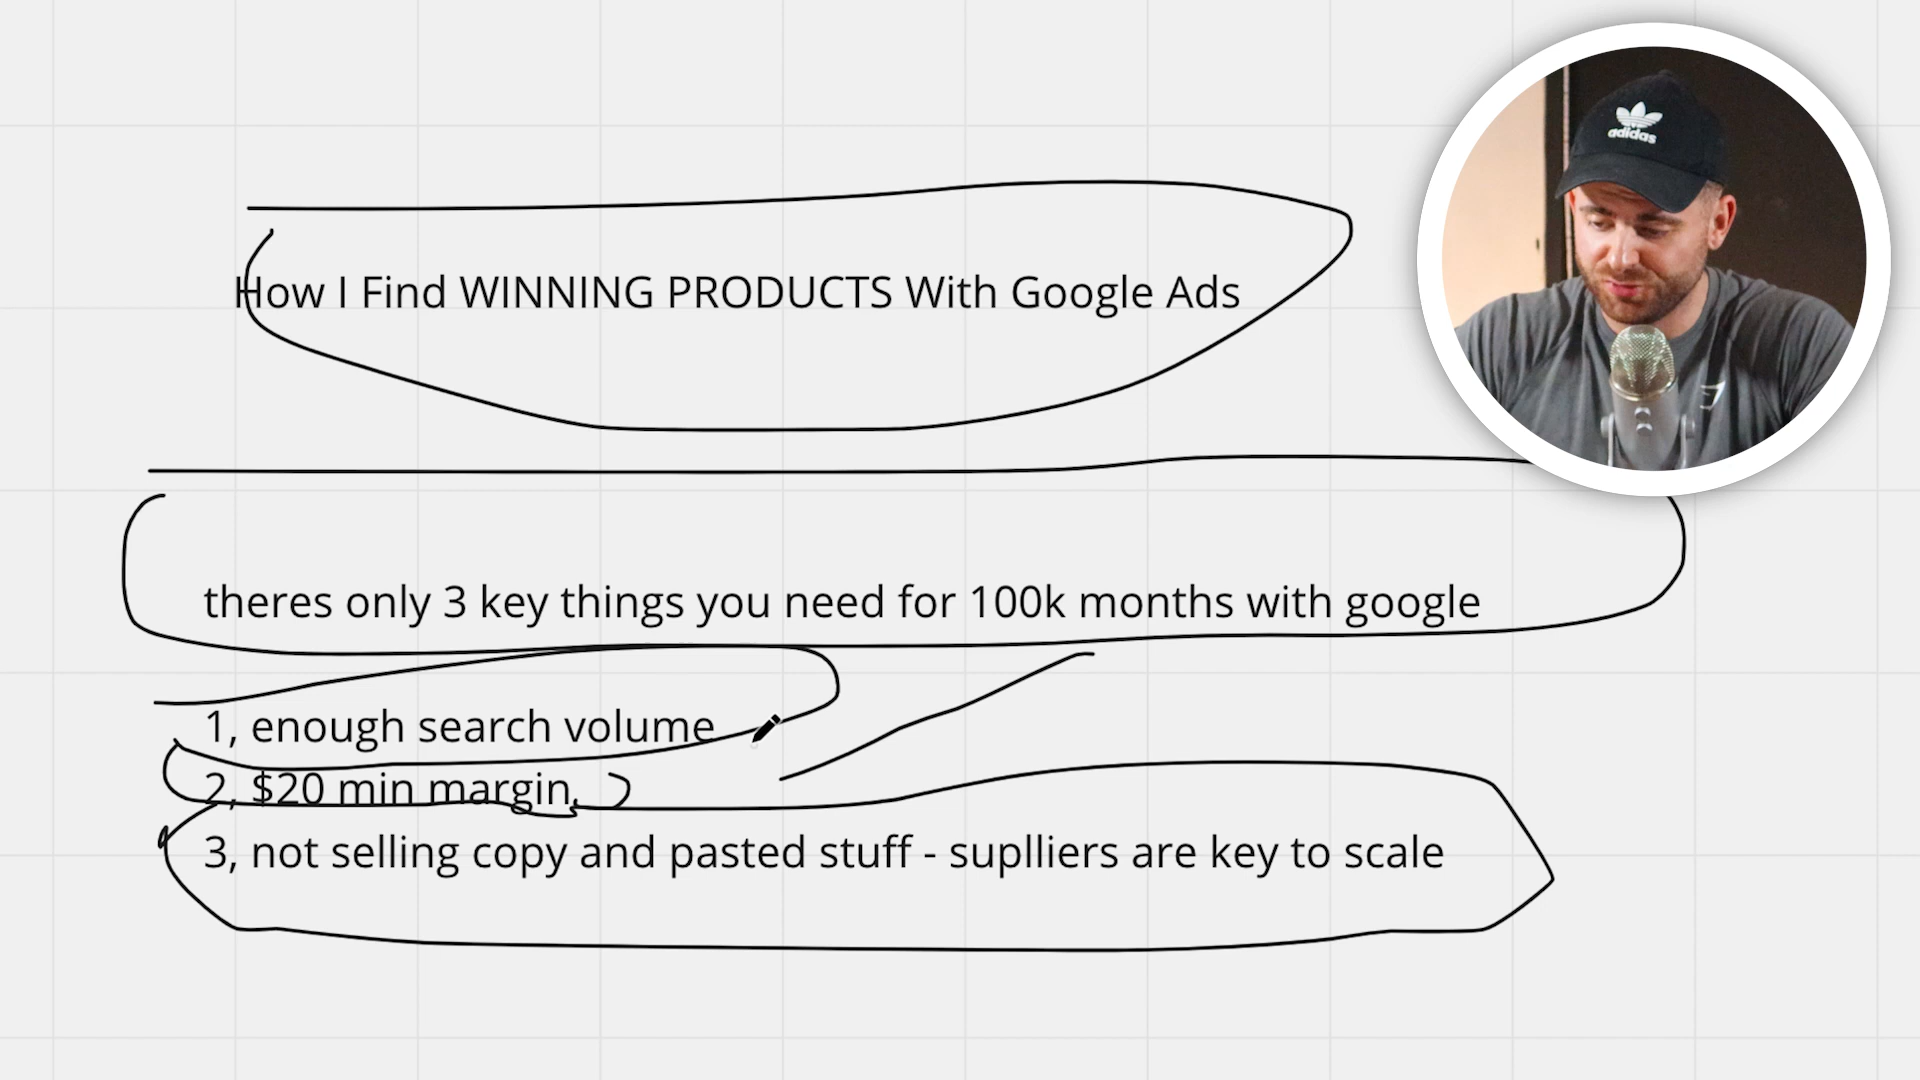 adidas
How I Find WINNING PRODUCTS With Google Ads
theres only 3 key things you need for 100k months with google
1, enough search volume
2, $20 min margin,
3, not selling copy and pasted stuff - suplliers are key to scale